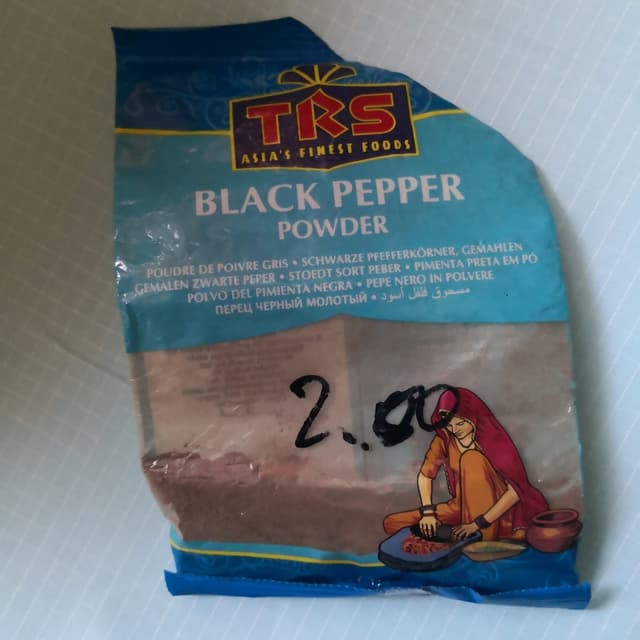 TRS
ASIA'S FINEST FOODS
BLACK PEPPER
POWDER
POUDRE DE POIVRE GRIS • SCHWARZE PFEFFERKÖRNER, GEMAHLEN
GEMALEN ZWARTE PEPER • STOEDT SORT PEBER • PIMENTA PRETA EM PÓ
POLVO DEL PIMIENTA NEGRA • PEPE NERO IN POLVERE
ПЕРЕЦ ЧЕРНЫЙ МОЛОТЫЙ • مسحوق فلفل أسود
2.00